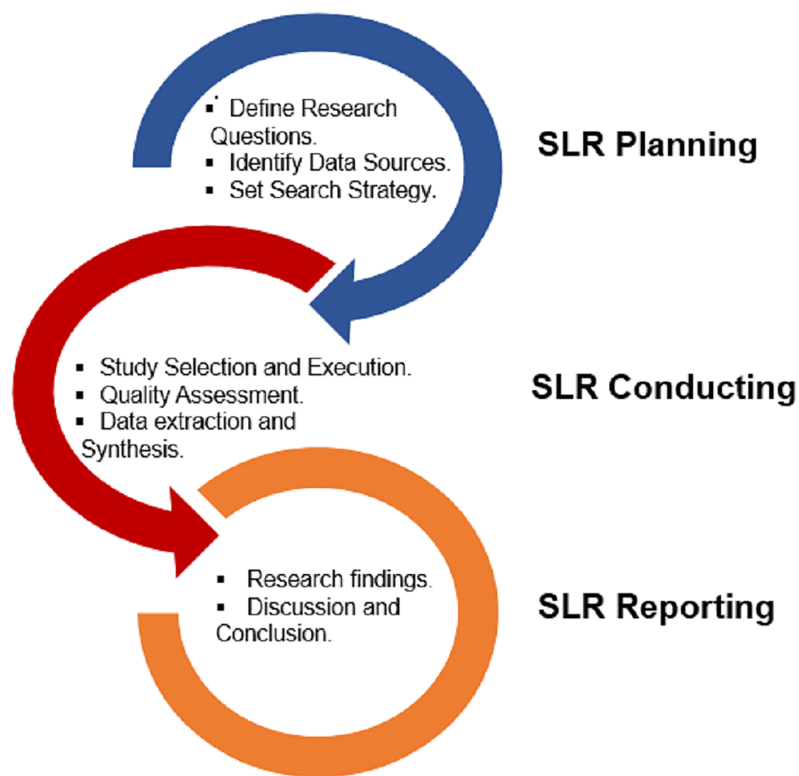 ▪ Define Research
Questions.
▪ Identify Data Sources.
▪ Set Search Strategy.
SLR Planning
▪ Study Selection and Execution.
▪ Quality Assessment.
▪ Data extraction and
Synthesis.
SLR Conducting
▪ Research findings.
▪ Discussion and
Conclusion.
SLR Reporting